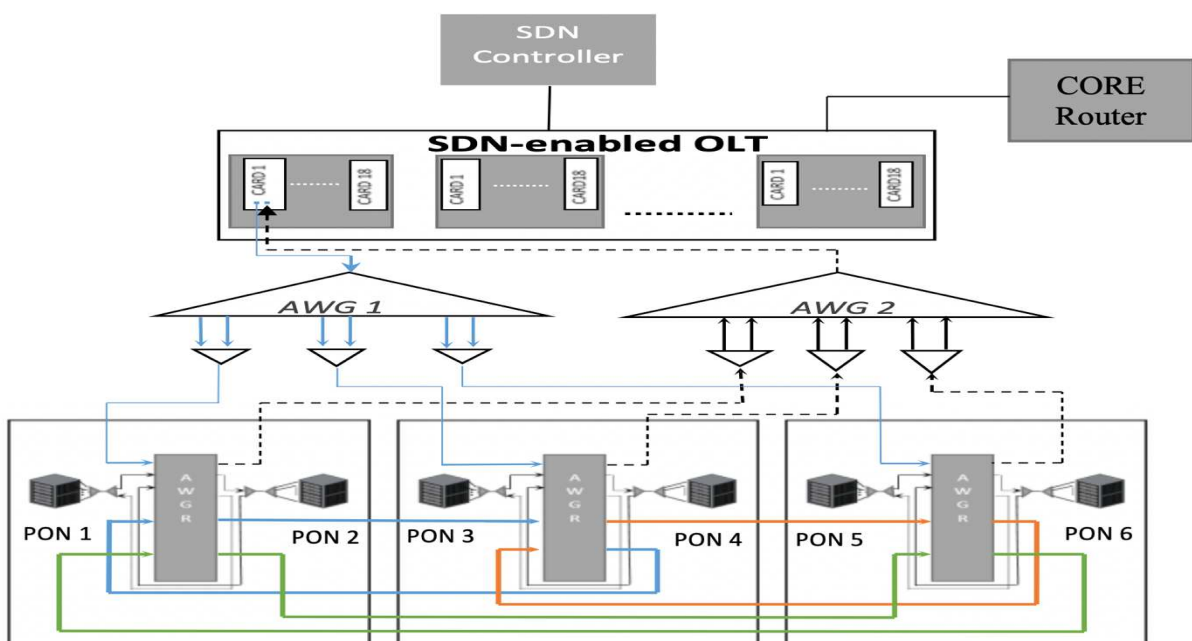 SDN
Controller
CORE
Router
SDN-enabled OLT
CARD 1
CARD 18
CARD 1
CARD18
CARD 1
CARD18
AWG 1
AWG 2
A
W
G
R
A
W
G
R
A
W
G
R
PON 1
PON 2
PON 3
PON 4
PON 5
PON 6